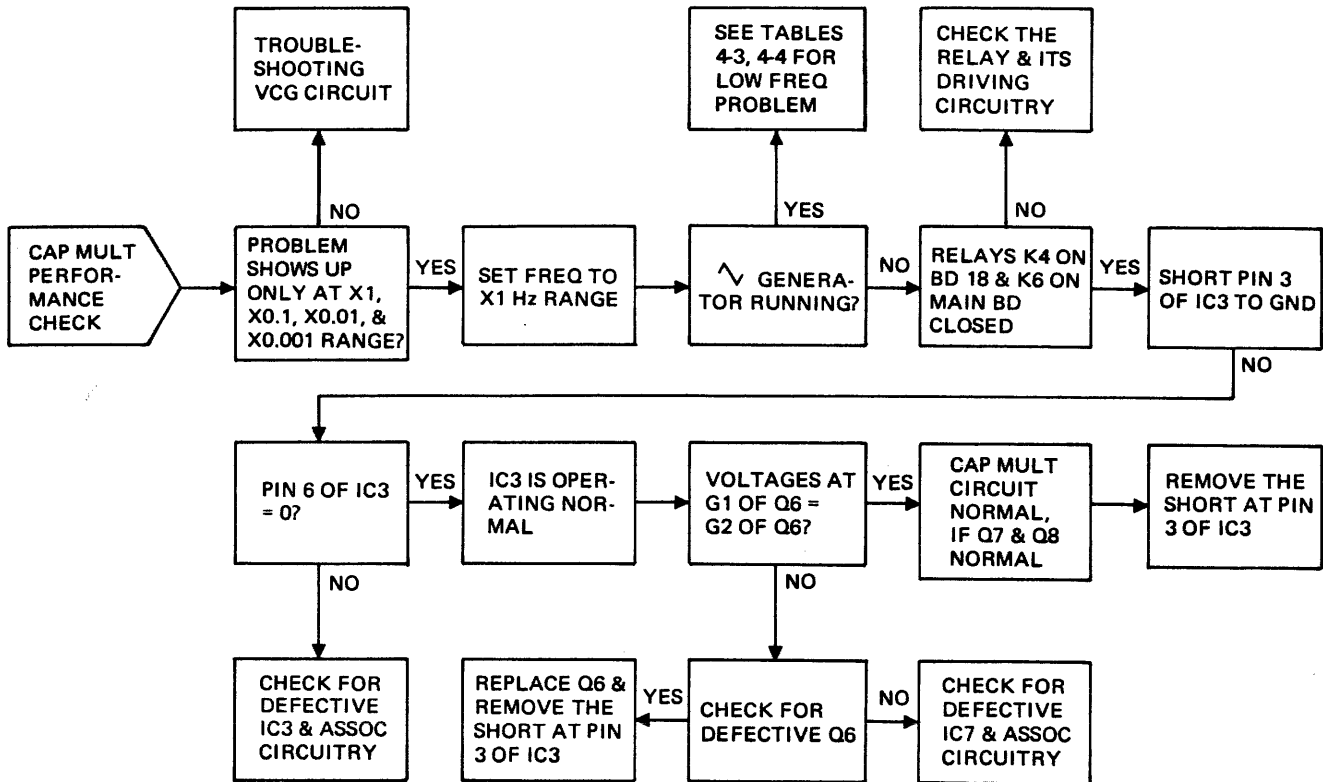 TROUBLE-
SHOOTING
VCG CIRCUIT
SEE TABLES
4-3, 4-4 FOR
LOW FREQ
PROBLEM
CHECK THE
RELAY & ITS
DRIVING
CIRCUITRY
NO
YES
NO
CAP MULT
PERFOR-
MANCE
CHECK
PROBLEM
SHOWS UP
ONLY AT X1,
X0.1, X0.01, &
X0.001 RANGE?
YES
SET FREQ TO
X1 Hz RANGE
GENERA-
TOR RUNNING?
NO
RELAYS K4 ON
BD 18 & K6 ON
MAIN BD
CLOSED
YES
SHORT PIN 3
OF IC3 TO GND
NO
PIN 6 OF IC3
= 0?
YES
IC3 IS OPER-
ATING NOR-
MAL
VOLTAGES AT
G1 OF Q6 =
G2 OF Q6?
YES
CAP MULT
CIRCUIT
NORMAL,
IF Q7 & Q8
NORMAL
REMOVE THE
SHORT AT PIN
3 OF IC3
NO
NO
CHECK FOR
DEFECTIVE
IC3 & ASSOC
CIRCUITRY
REPLACE Q6 &
REMOVE THE
SHORT AT PIN
3 OF IC3
YES
CHECK FOR
DEFECTIVE Q6
NO
CHECK FOR
DEFECTIVE
IC7 & ASSOC
CIRCUITRY